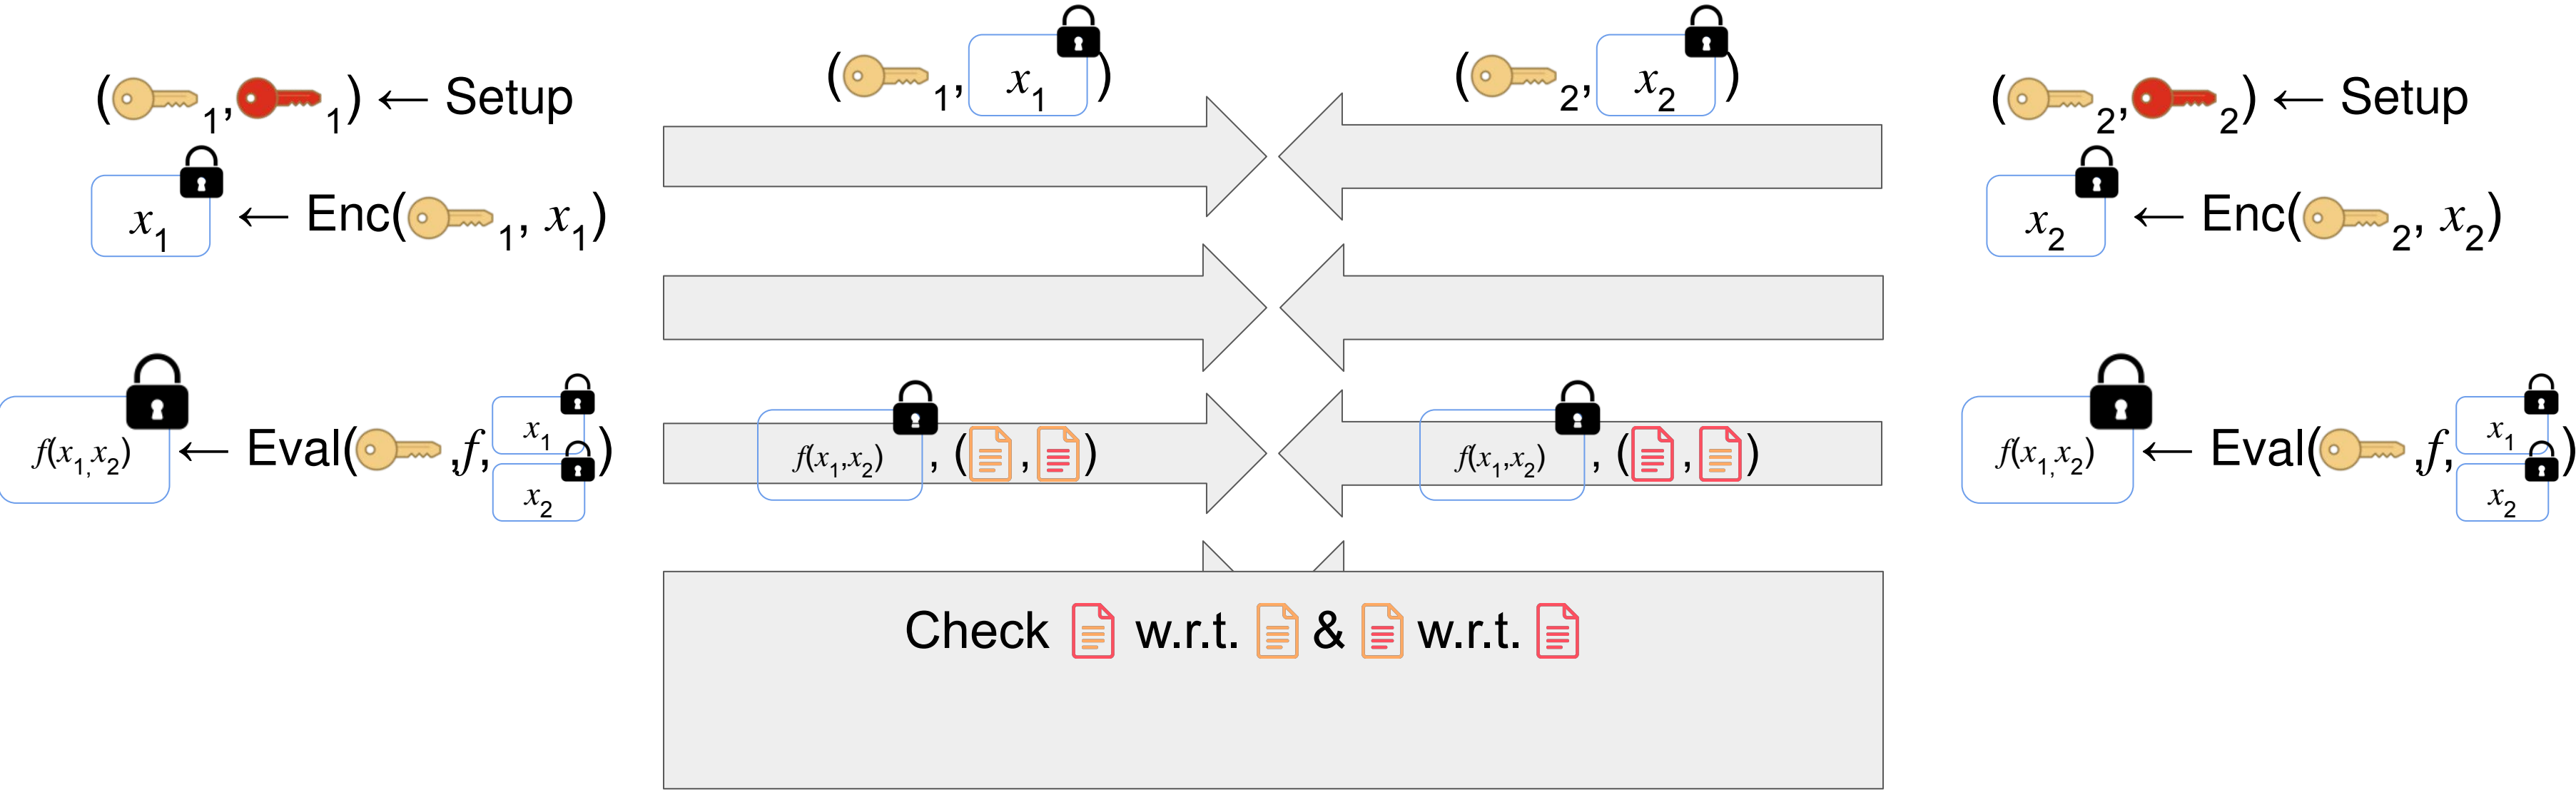 ( 1, 1) ← Setup
x1 ← Enc( 1, x1)
f(x1,x2) ← Eval( ,f, x1 x2 )
( 1, x1 )
( 2, x2 )
f(x1,x2) , ( , )
f(x1,x2) , ( , )
Check w.r.t. & w.r.t.
( 2, 2) ← Setup
x2 ← Enc( 2, x2)
f(x1,x2) ← Eval( ,f, x1 x2 )